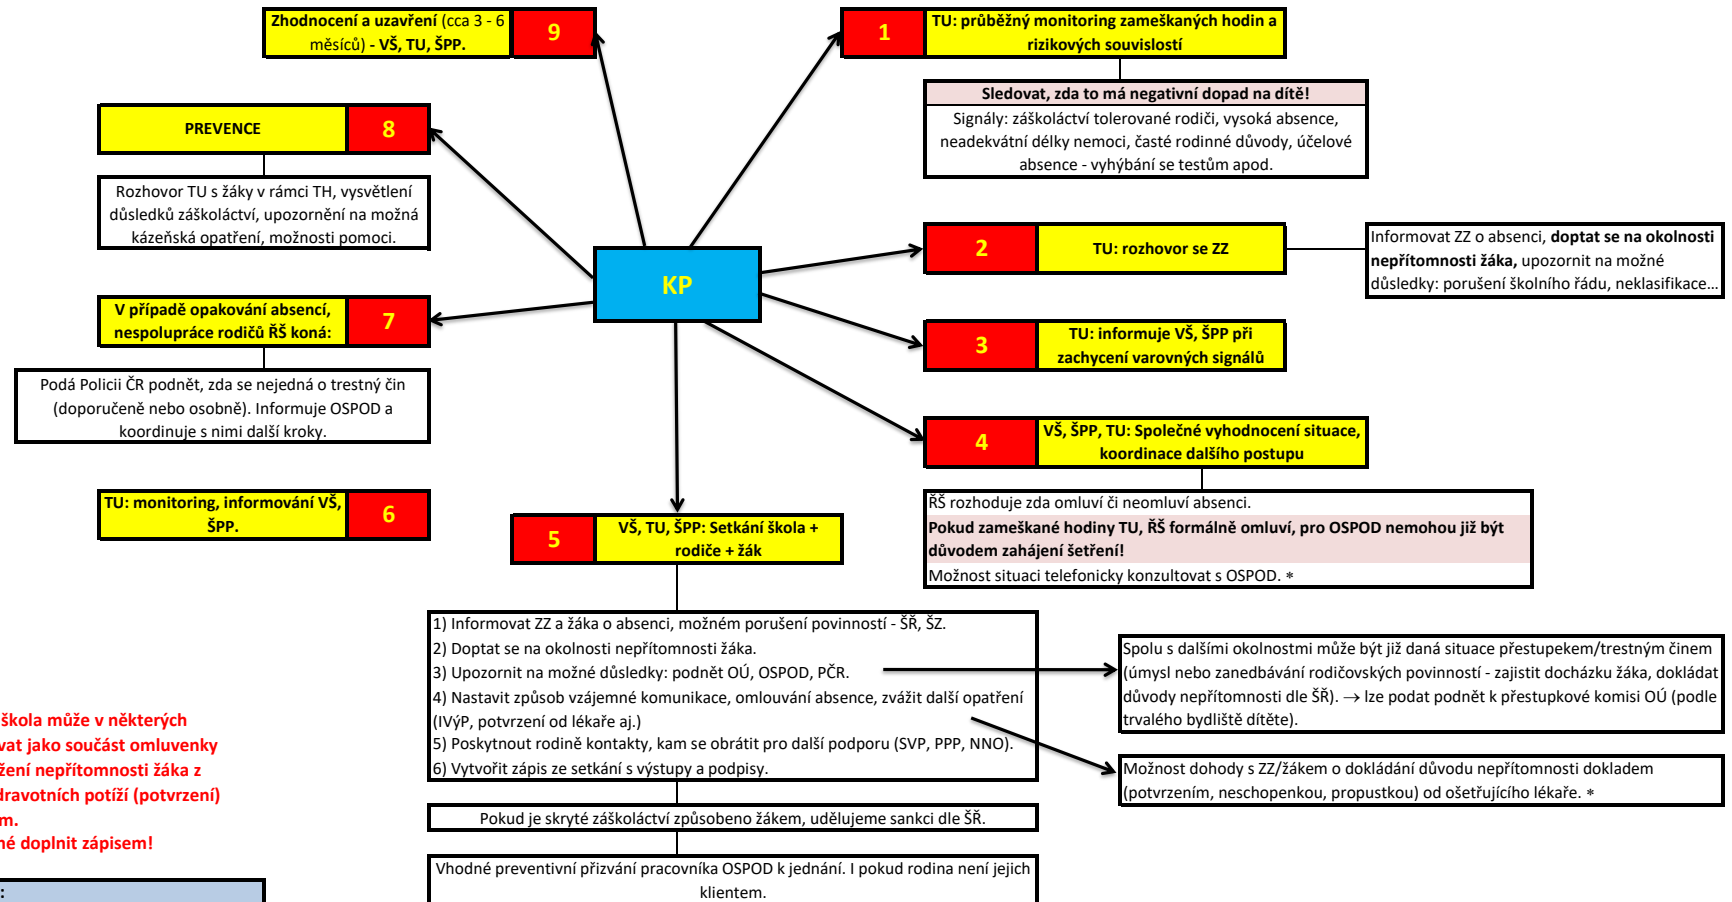 Zhodnocení a uzavření (cca 3 - 6
měsíců) - VŠ, TU, ŠPP.
9
1
TU: průběžný monitoring zameškaných hodin a
rizikových souvislostí
Sledovat, zda to má negativní dopad na dítě!
Signály: záškoláctví tolerované rodiči, vysoká absence,
neadekvátní délky nemoci, časté rodinné důvody, účelové
absence - vyhýbání se testům apod.
PREVENCE
8
Rozhovor TU s žáky v rámci TH, vysvětlení
důsledků záškoláctví, upozornění na možná
kázeňská opatření, možnosti pomoci.
2
TU: rozhovor se ZZ
Informovat ZZ o absenci, doptat se na okolnosti
nepřítomnosti žáka, upozornit na možné
důsledky: porušení školního řádu, neklasifikace…
KP
V případě opakování absencí,
nespolupráce rodičů ŘŠ koná:
7
Podá Policii ČR podnět, zda se nejedná o trestný čin
(doporučeně nebo osobně). Informuje OSPOD a
koordinuje s nimi další kroky.
3
TU: informuje VŠ, ŠPP při
zachycení varovných signálů
4
VŠ, ŠPP, TU: Společné vyhodnocení situace,
koordinace dalšího postupu
ŘŠ rozhoduje zda omluví či neomluví absenci.
Pokud zameškané hodiny TU, ŘŠ formálně omluví, pro OSPOD nemohou již být
důvodem zahájení šetření!
Možnost situaci telefonicky konzultovat s OSPOD. *
TU: monitoring, informování VŠ,
ŠPP.
6
5
VŠ, TU, ŠPP: Setkání škola +
rodiče + žák
1) Informovat ZZ a žáka o absenci, možném porušení povinností - ŠŘ, ŠZ.
2) Doptat se na okolnosti nepřítomnosti žáka.
3) Upozornit na možné důsledky: podnět OÚ, OSPOD, PČR.
4) Nastavit způsob vzájemné komunikace, omlouvání absence, zvážit další opatření
(IVýP, potvrzení od lékaře aj.)
5) Poskytnout rodině kontakty, kam se obrátit pro další podporu (SVP, PPP, NNO).
6) Vytvořit zápis ze setkání s výstupy a podpisy.
Spolu s dalšími okolnostmi může být již daná situace přestupekem/trestným činem
(úmysl nebo zanedbávání rodičovských povinností - zajistit docházku žáka, dokládat
důvody nepřítomnosti dle ŠŘ). → lze podat podnět k přestupkové komisi OÚ (podle
trvalého bydliště dítěte).
Možnost dohody s ZZ/žákem o dokládání důvodu nepřítomnosti dokladem
(potvrzením, neschopenkou, propustkou) od ošetřujícího lékaře. *
Pokud je skryté záškoláctví způsobeno žákem, udělujeme sankci dle ŠŘ.
Vhodné preventivní přizvání pracovníka OSPOD k jednání. I pokud rodina není jejich
klientem.
škola může v některých
vat jako součást omluvenky
žení nepřítomnosti žáka z
dravotních potíží (potvrzení)
m.
né doplnit zápisem!
: